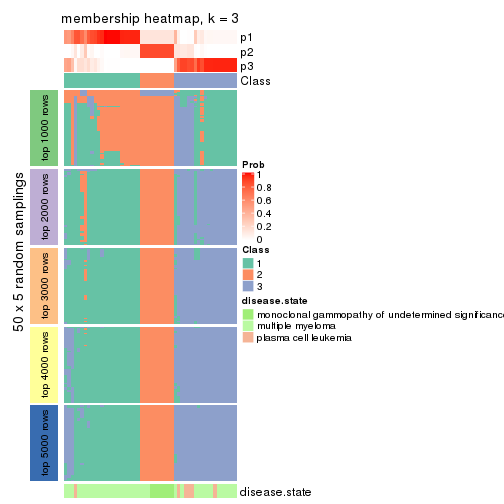 membership heatmap, k = 3
p1
p2
p3
Class
50 x 5 random samplings
top 1000 rows
top 2000 rows
top 3000 rows
top 4000 rows
top 5000 rows
Prob
1
0.8
0.6
0.4
0.2
0
Class
1
2
3
disease.state
monoclonal gammopathy of undetermined significance
multiple myeloma
plasma cell leukemia
disease.state